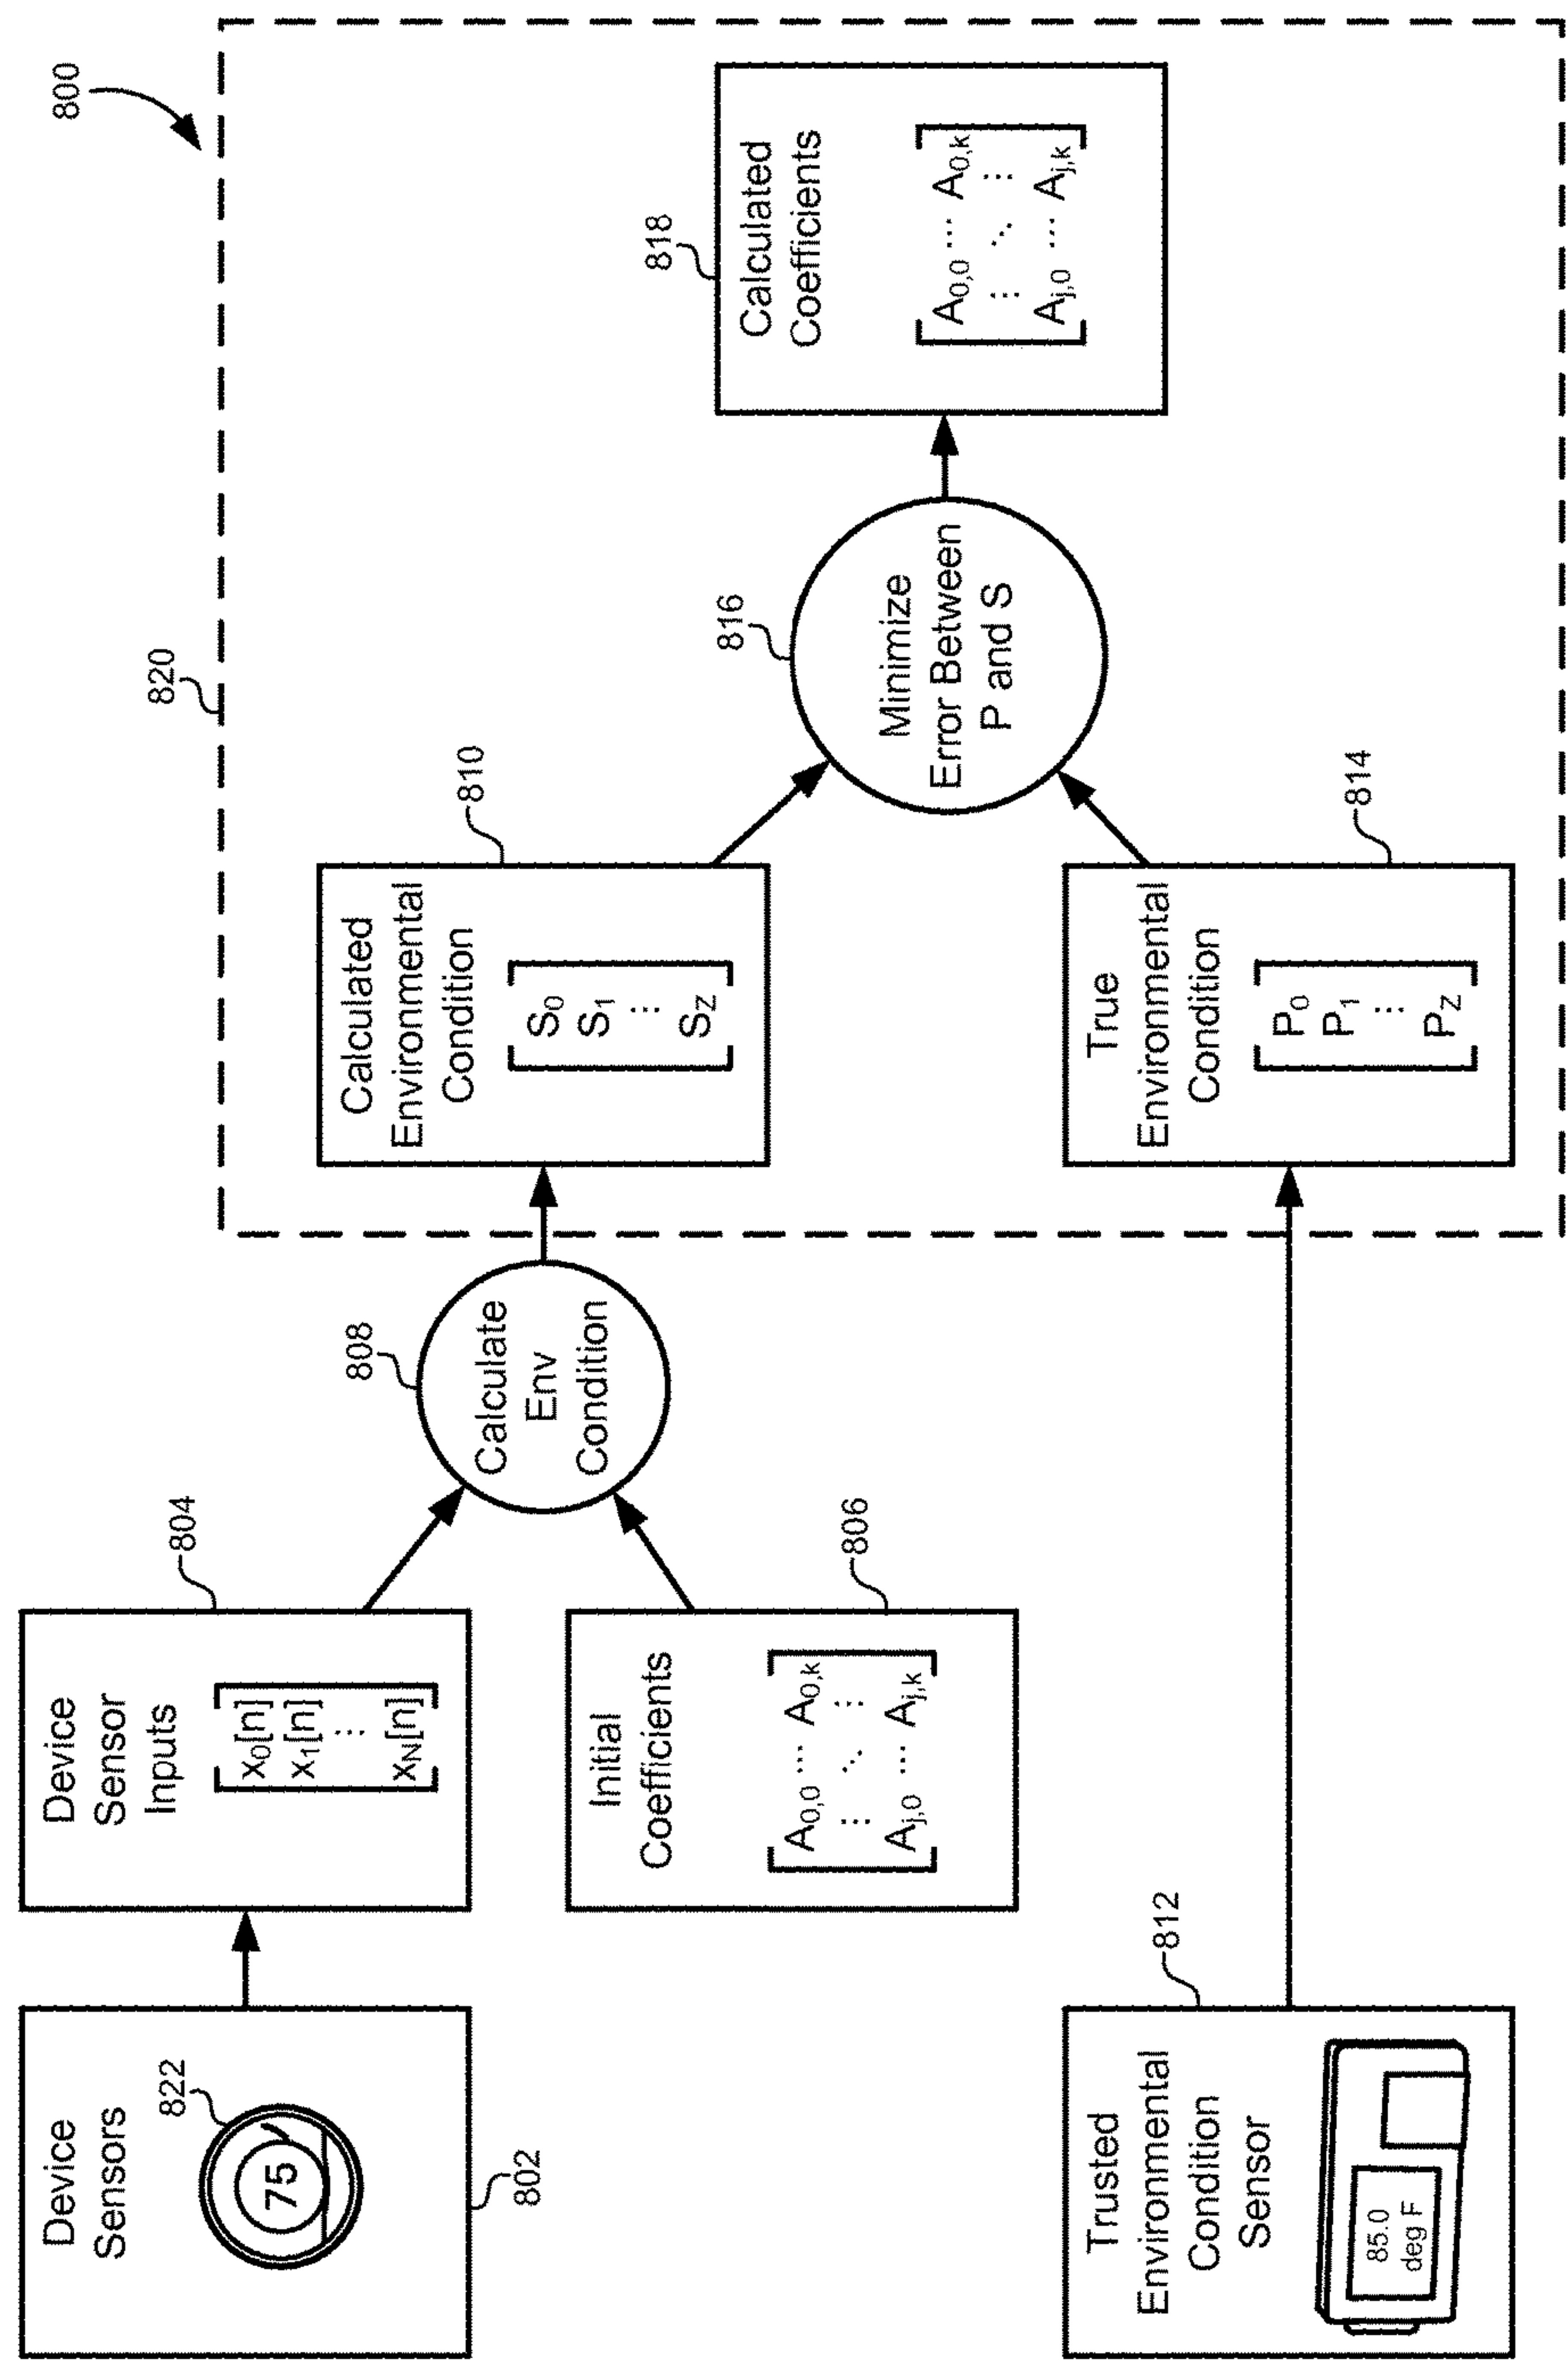 800
820
Device
Sensors
822
75
802
Device
Sensor
Inputs
x0[n]
x1[n]
⋮
xN[n]
804
Initial
Coefficients
A0,0 ⋯ A0,k
⋮ ⋱ ⋮
Aj,0 ⋯ Aj,k
806
Calculate
Env
Condition
808
Calculated
Environmental
Condition
S0
S1
⋮
SZ
810
Trusted
Environmental
Condition
Sensor
85.0
deg F
812
True
Environmental
Condition
P0
P1
⋮
PZ
814
Minimize
Error Between
P and S
816
Calculated
Coefficients
A0,0 ⋯ A0,k
⋮ ⋱ ⋮
Aj,0 ⋯ Aj,k
818